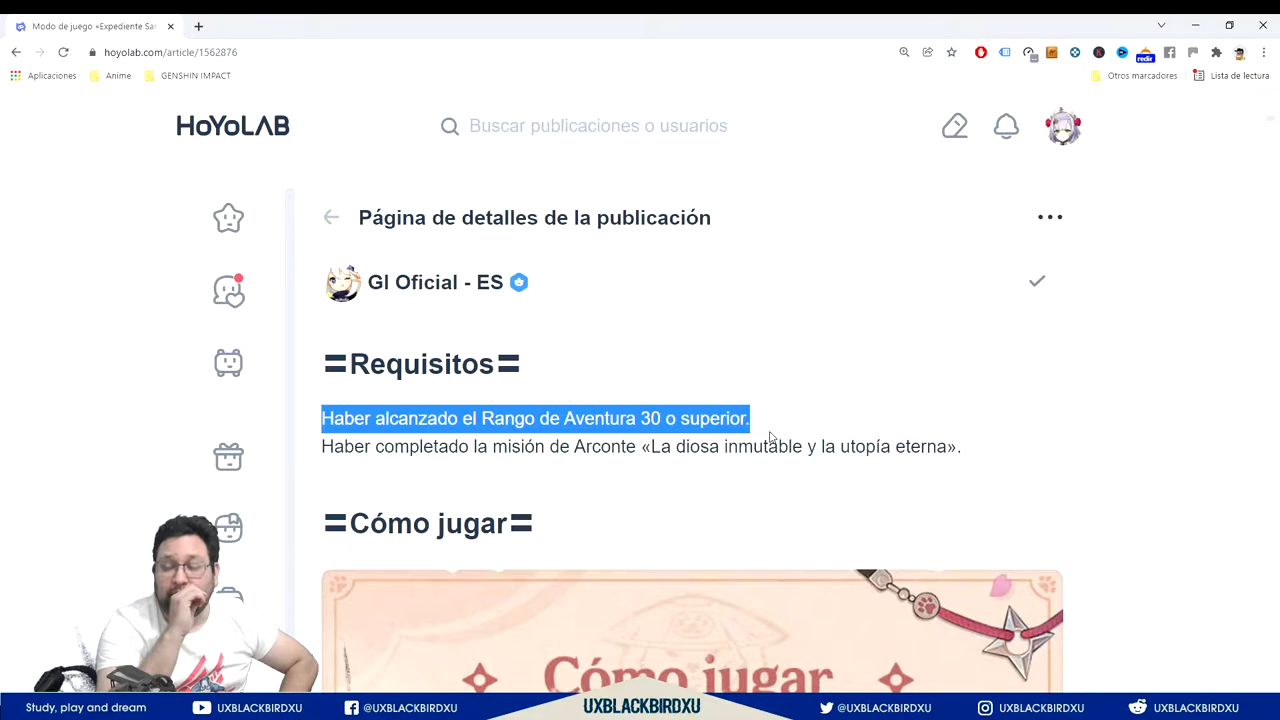 Modo de juego «Expediente Sar
hoyolab.com/article/1562876
redir
Aplicaciones
Anime
GENSHIN IMPACT
Otros marcadores
Lista de lectura
HoYoLAB
Buscar publicaciones o usuarios
Página de detalles de la publicación
GI Oficial - ES
〓Requisitos〓
Haber alcanzado el Rango de Aventura 30 o superior.
Haber completado la misión de Arconte «La diosa inmutable y la utopía eterna».
〓Cómo jugar〓
Cómo jugar
Study, play and dream
UXBLACKBIRDXU
@UXBLACKBIRDXU
UXBLACKBIRDXU
@UXBLACKBIRDXU
UXBLACKBIRDXU
UXBLACKBIRDXU